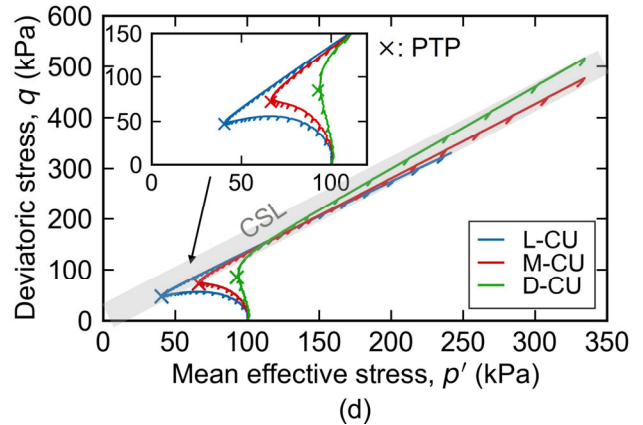 600
500
400
300
200
100
0
Deviatoric stress, q (kPa)
150
100
50
0
0
50
100
×: PTP
CSL
L-CU
M-CU
D-CU
0 50 100 150 200 250 300 350
Mean effective stress, p′ (kPa)
(d)